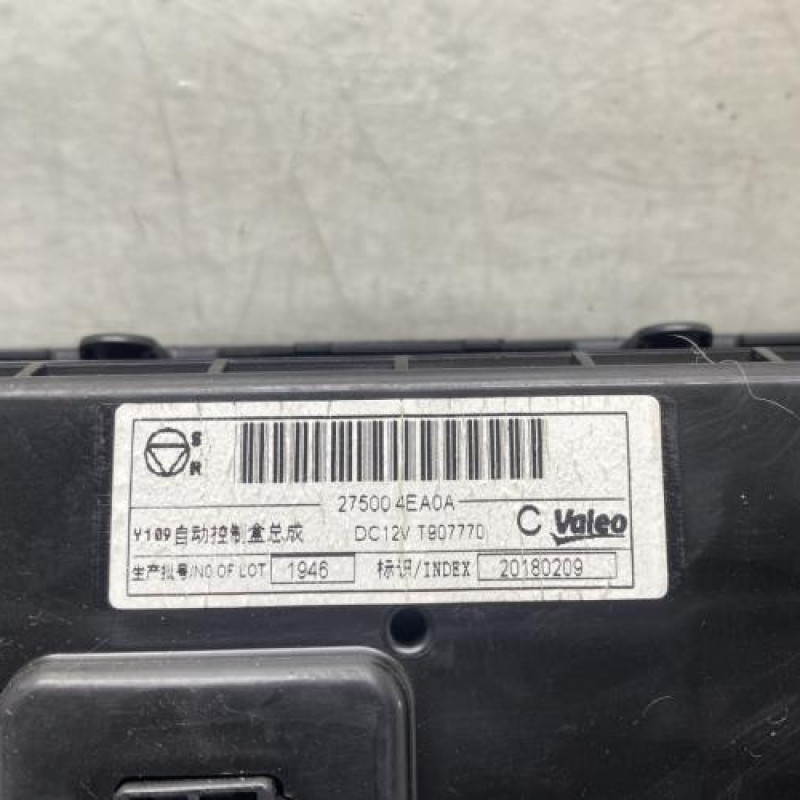 S
R
27500 4EA0A
Y109自动控制盒总成 DC12V T907770 C Valeo
生产批号/NO.OF LOT 1946 标识/INDEX 20180209